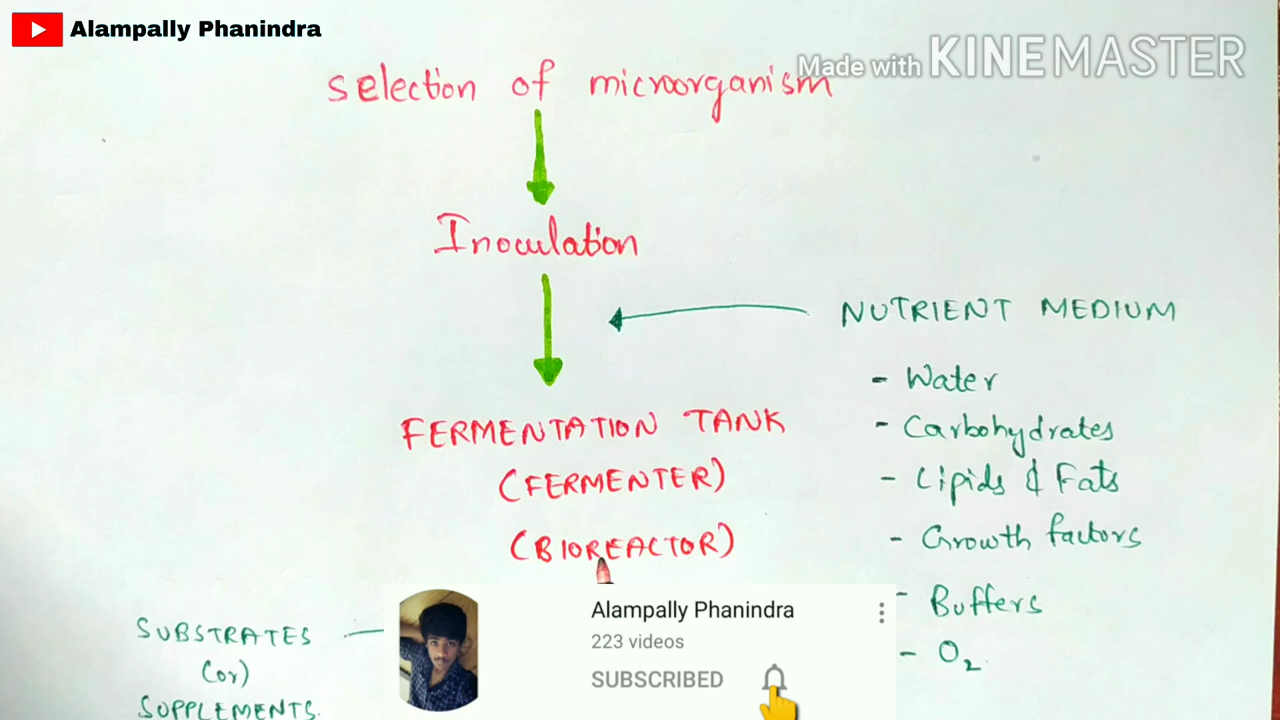 Alampally Phanindra
Made with KINEMASTER
selection of microorganism
Inoculation
NUTRIENT MEDIUM
- Water
- Carbohydrates
- Lipids & Fats
- Growth factors
- Buffers
- O2
FERMENTATION TANK
(FERMENTER)
(BIOREACTOR)
SUBSTRATES
(or)
SUPPLEMENTS.
Alampally Phanindra
223 videos
SUBSCRIBED